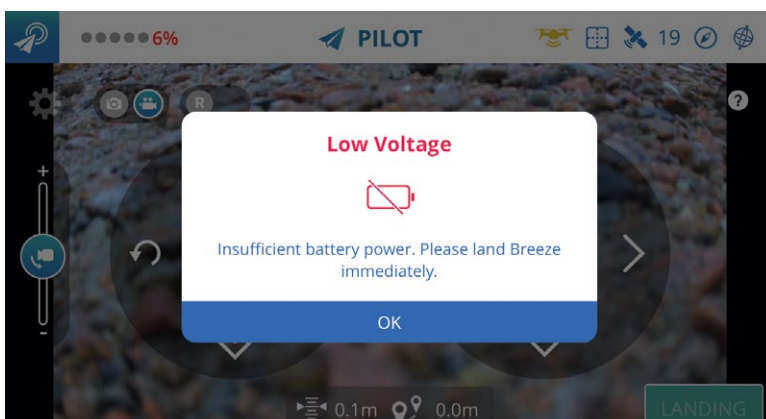 6%
PILOT
19
R
?
Low Voltage
+
Insufficient battery power. Please land Breeze
immediately.
-
OK
0.1m 0.0m
LANDING